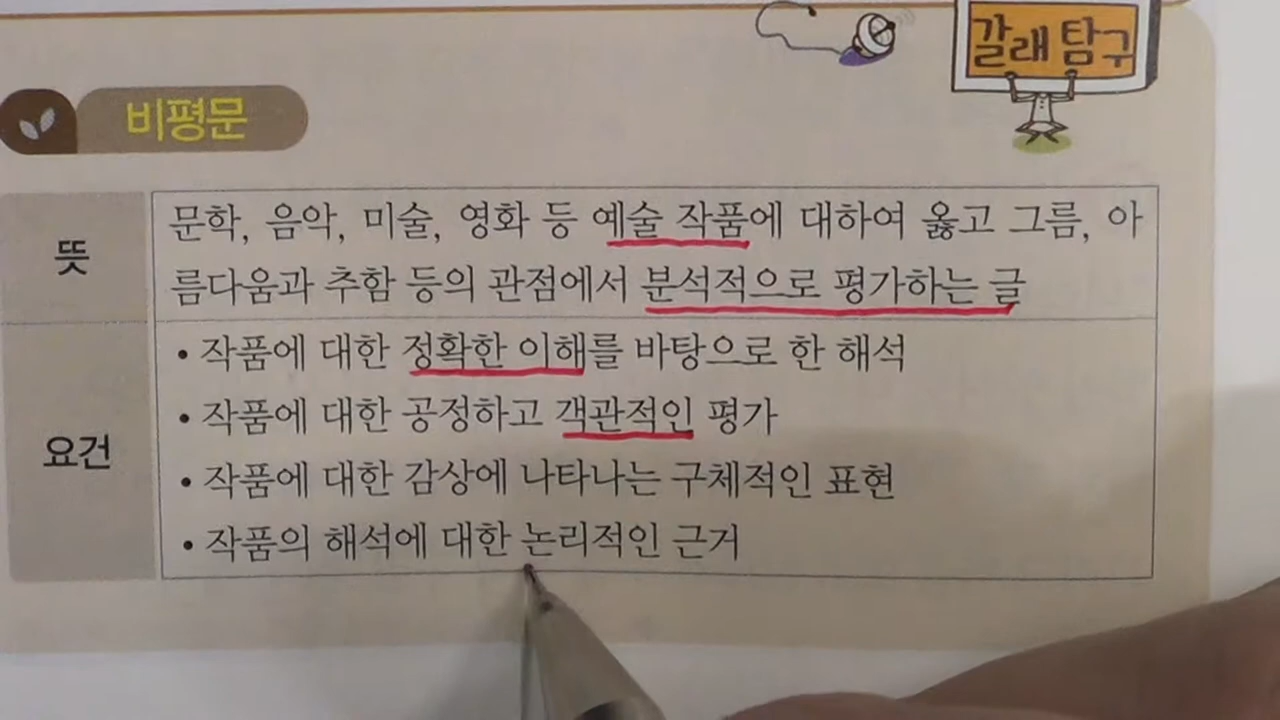 갈래 탐구
비평문
뜻
문학, 음악, 미술, 영화 등 예술 작품에 대하여 옳고 그름, 아
름다움과 추함 등의 관점에서 분석적으로 평가하는 글
요건
• 작품에 대한 정확한 이해를 바탕으로 한 해석
• 작품에 대한 공정하고 객관적인 평가
• 작품에 대한 감상에 나타나는 구체적인 표현
• 작품의 해석에 대한 논리적인 근거